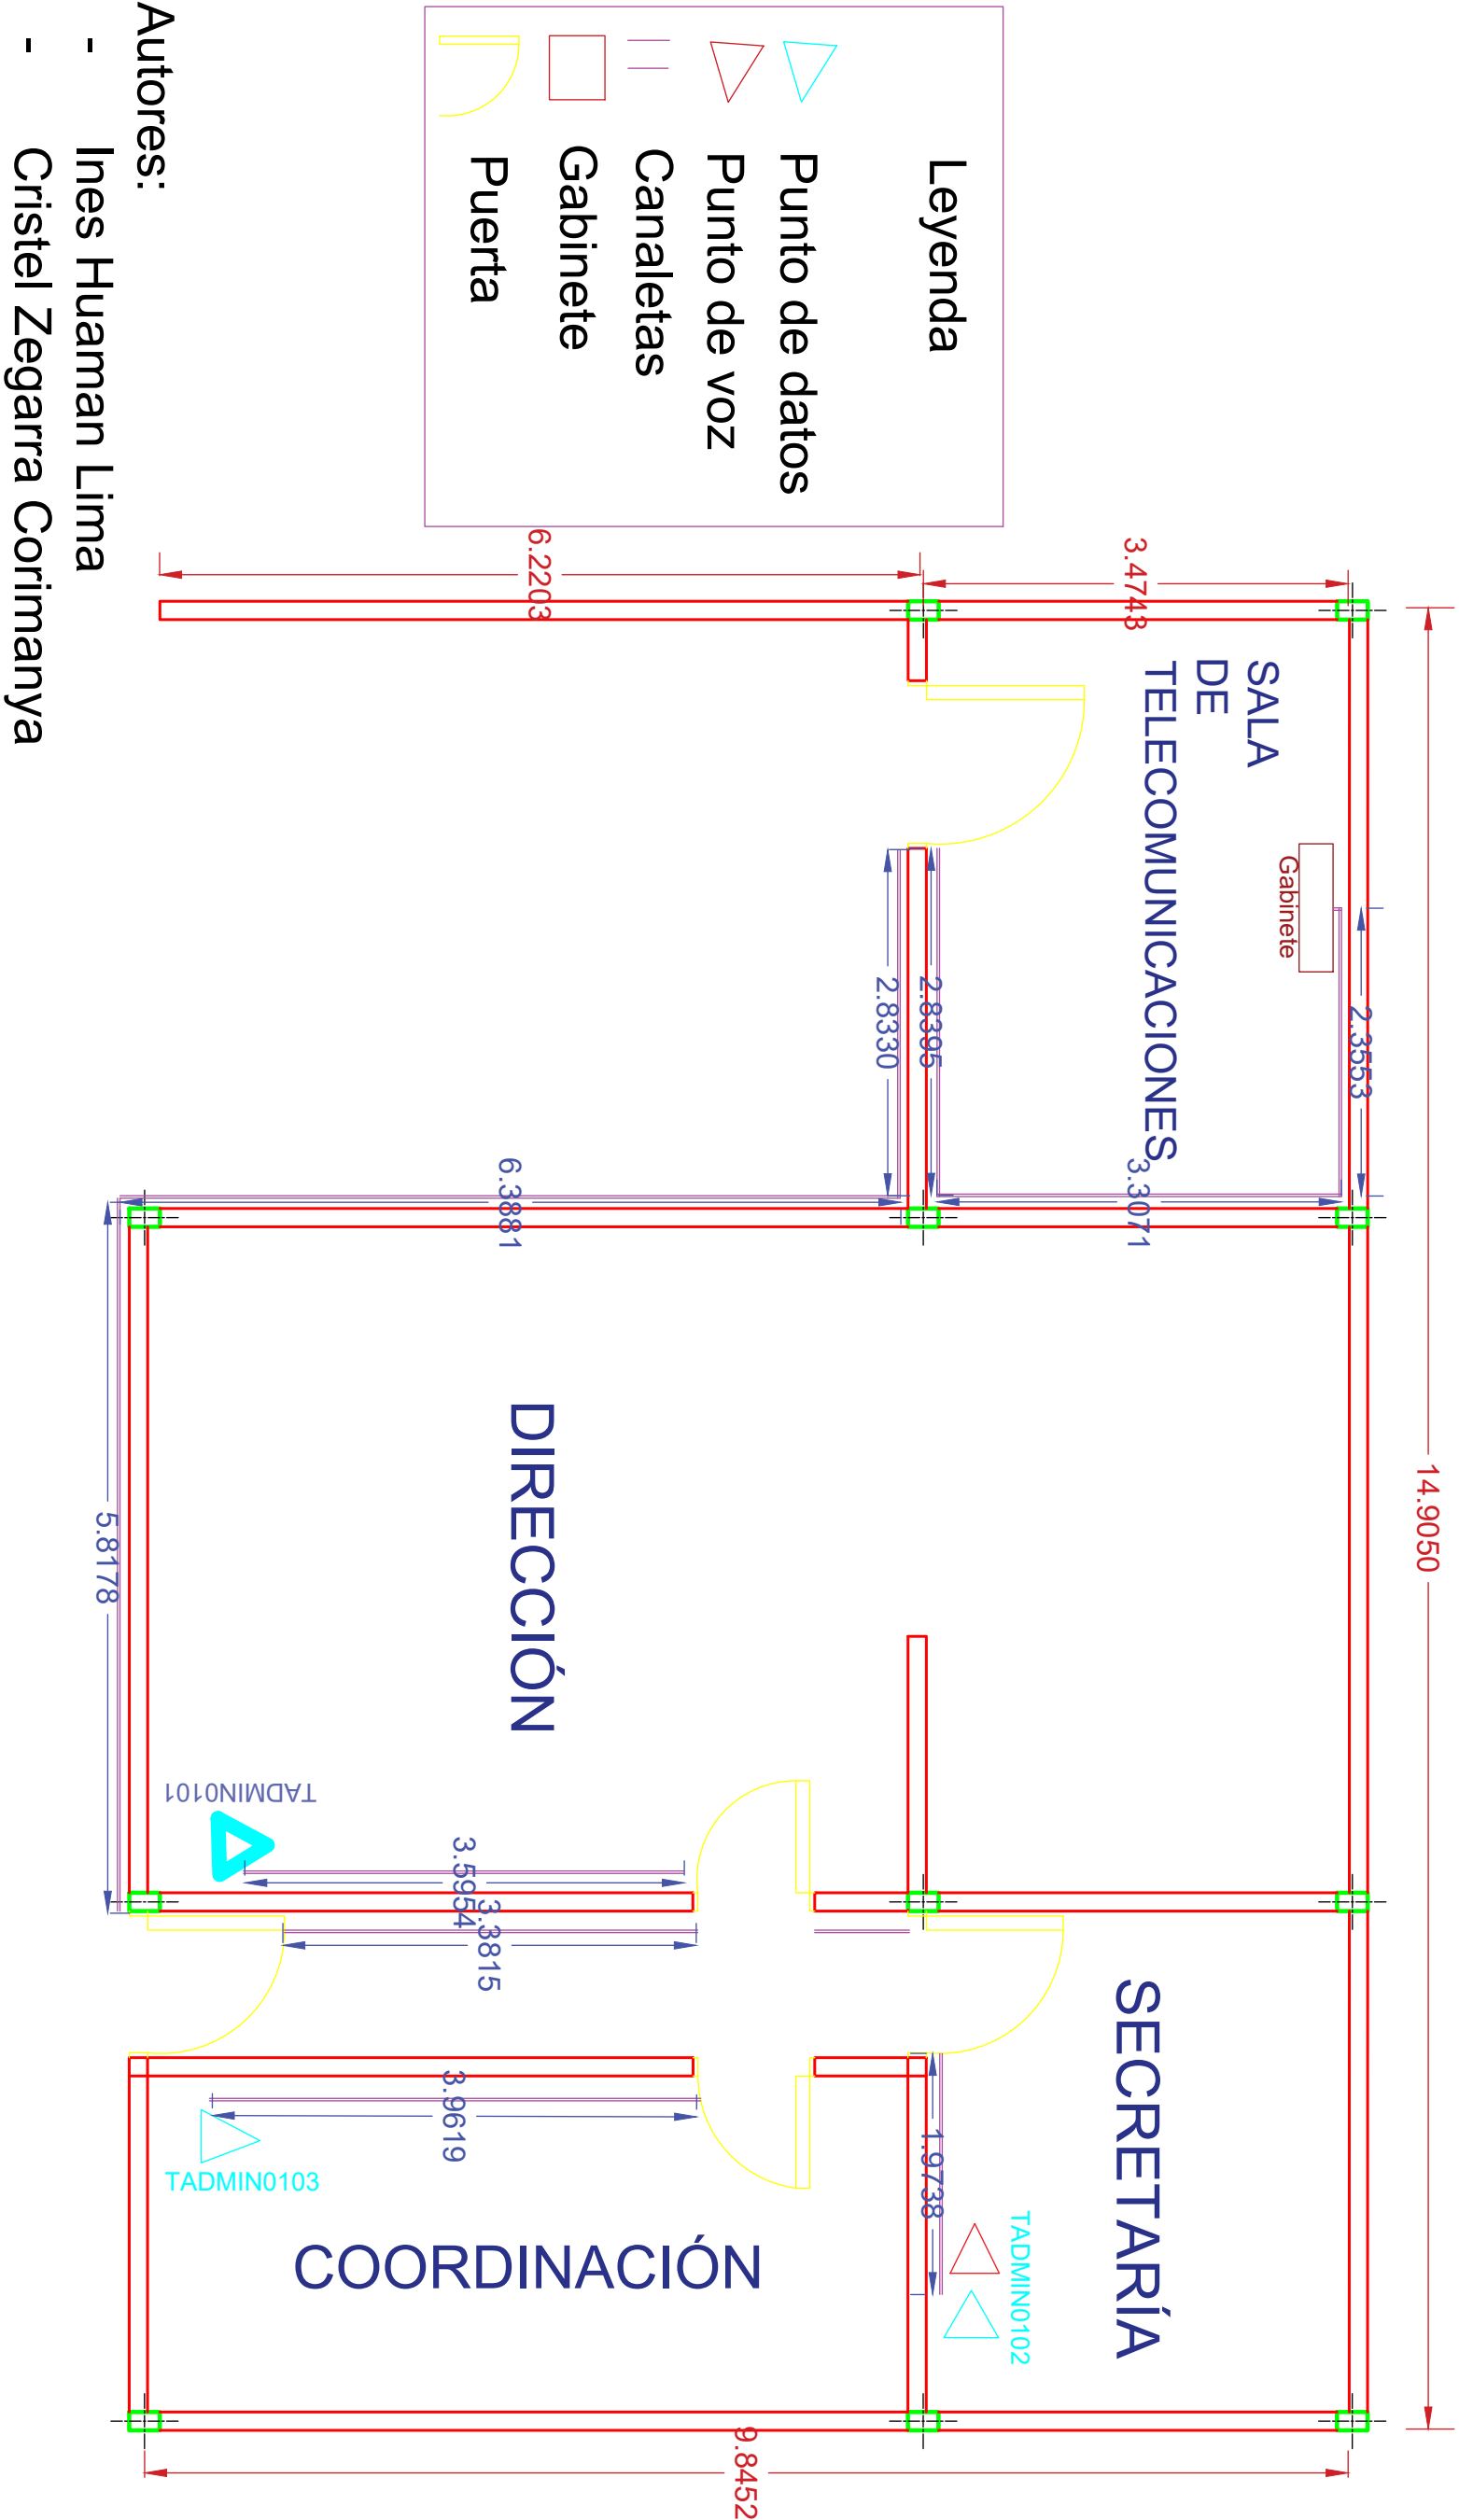 Autores:
- Ines Huaman Lima
- Cristel Zegarra Corimanya
Leyenda
Punto de datos
Punto de voz
Canaletas
Gabinete
Puerta
SALA
DE
TELECOMUNICACIONES
Gabinete
DIRECCIÓN
SECRETARÍA
COORDINACIÓN
TADMIN0101
TADMIN0102
TADMIN0103
6.2203
3.4743
14.9050
2.3553
2.8395
2.8330
3.3071
6.3881
5.8178
3.5954
3.3815
3.9619
1.9738
9.8452